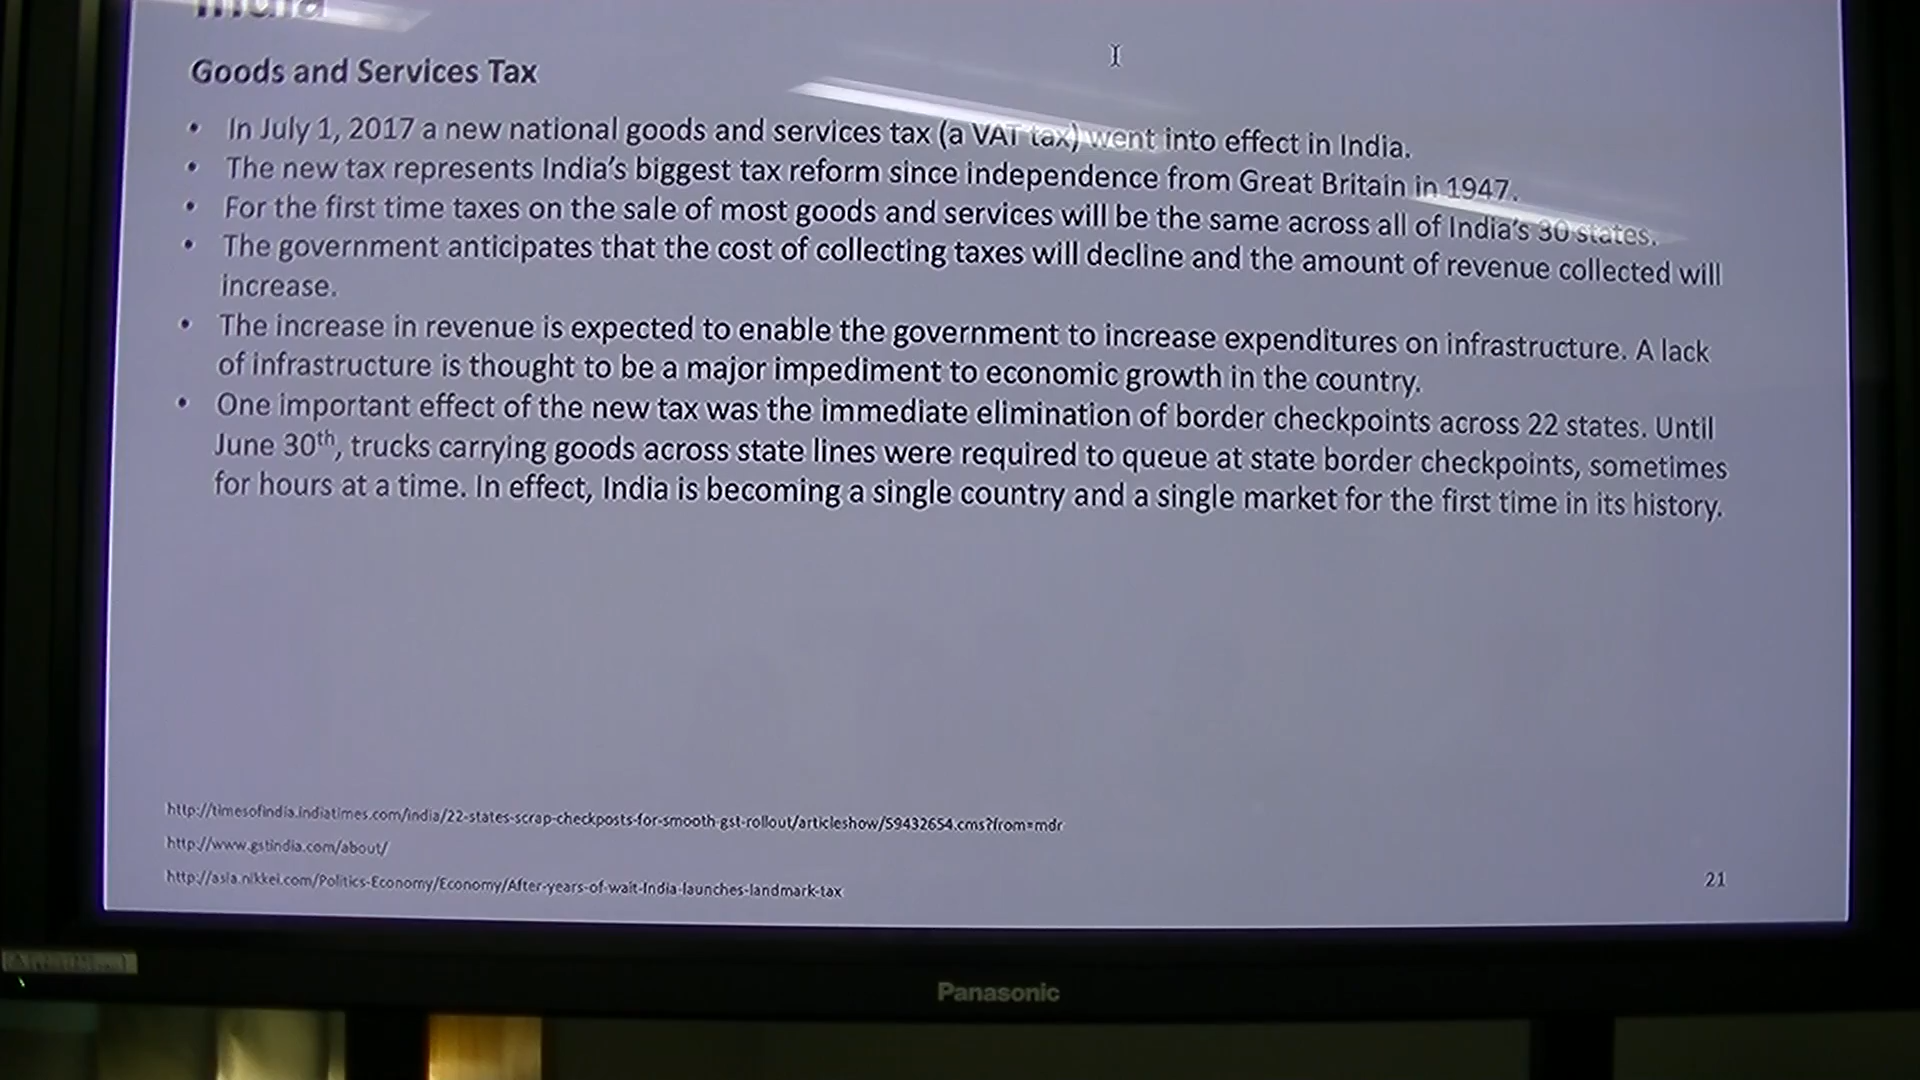 India
Goods and Services Tax
• In July 1, 2017 a new national goods and services tax (a VAT tax) went into effect in India.
• The new tax represents India's biggest tax reform since independence from Great Britain in 1947.
• For the first time taxes on the sale of most goods and services will be the same across all of India's 30 states.
• The government anticipates that the cost of collecting taxes will decline and the amount of revenue collected will
increase.
• The increase in revenue is expected to enable the government to increase expenditures on infrastructure. A lack
of infrastructure is thought to be a major impediment to economic growth in the country.
• One important effect of the new tax was the immediate elimination of border checkpoints across 22 states. Until
June 30th, trucks carrying goods across state lines were required to queue at state border checkpoints, sometimes
for hours at a time. In effect, India is becoming a single country and a single market for the first time in its history.
http://timesofindia.indiatimes.com/india/22-states-scrap-checkposts-for-smooth-gst-rollout/articleshow/59432654.cms?from=mdr
http://www.gstindia.com/about/
http://asia.nikkei.com/Politics-Economy/Economy/After-years-of-wait-India-launches-landmark-tax
21
Panasonic